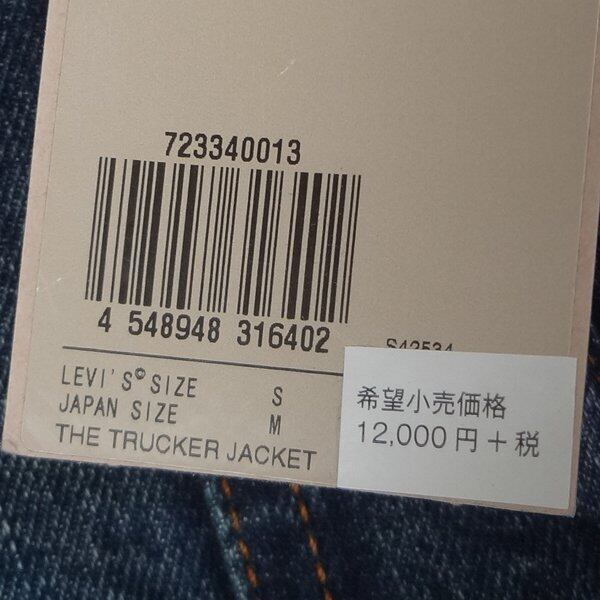 723340013
4 548948 316402
S42534
LEVI'S© SIZE S
JAPAN SIZE M
THE TRUCKER JACKET
希望小売価格
12,000円+税